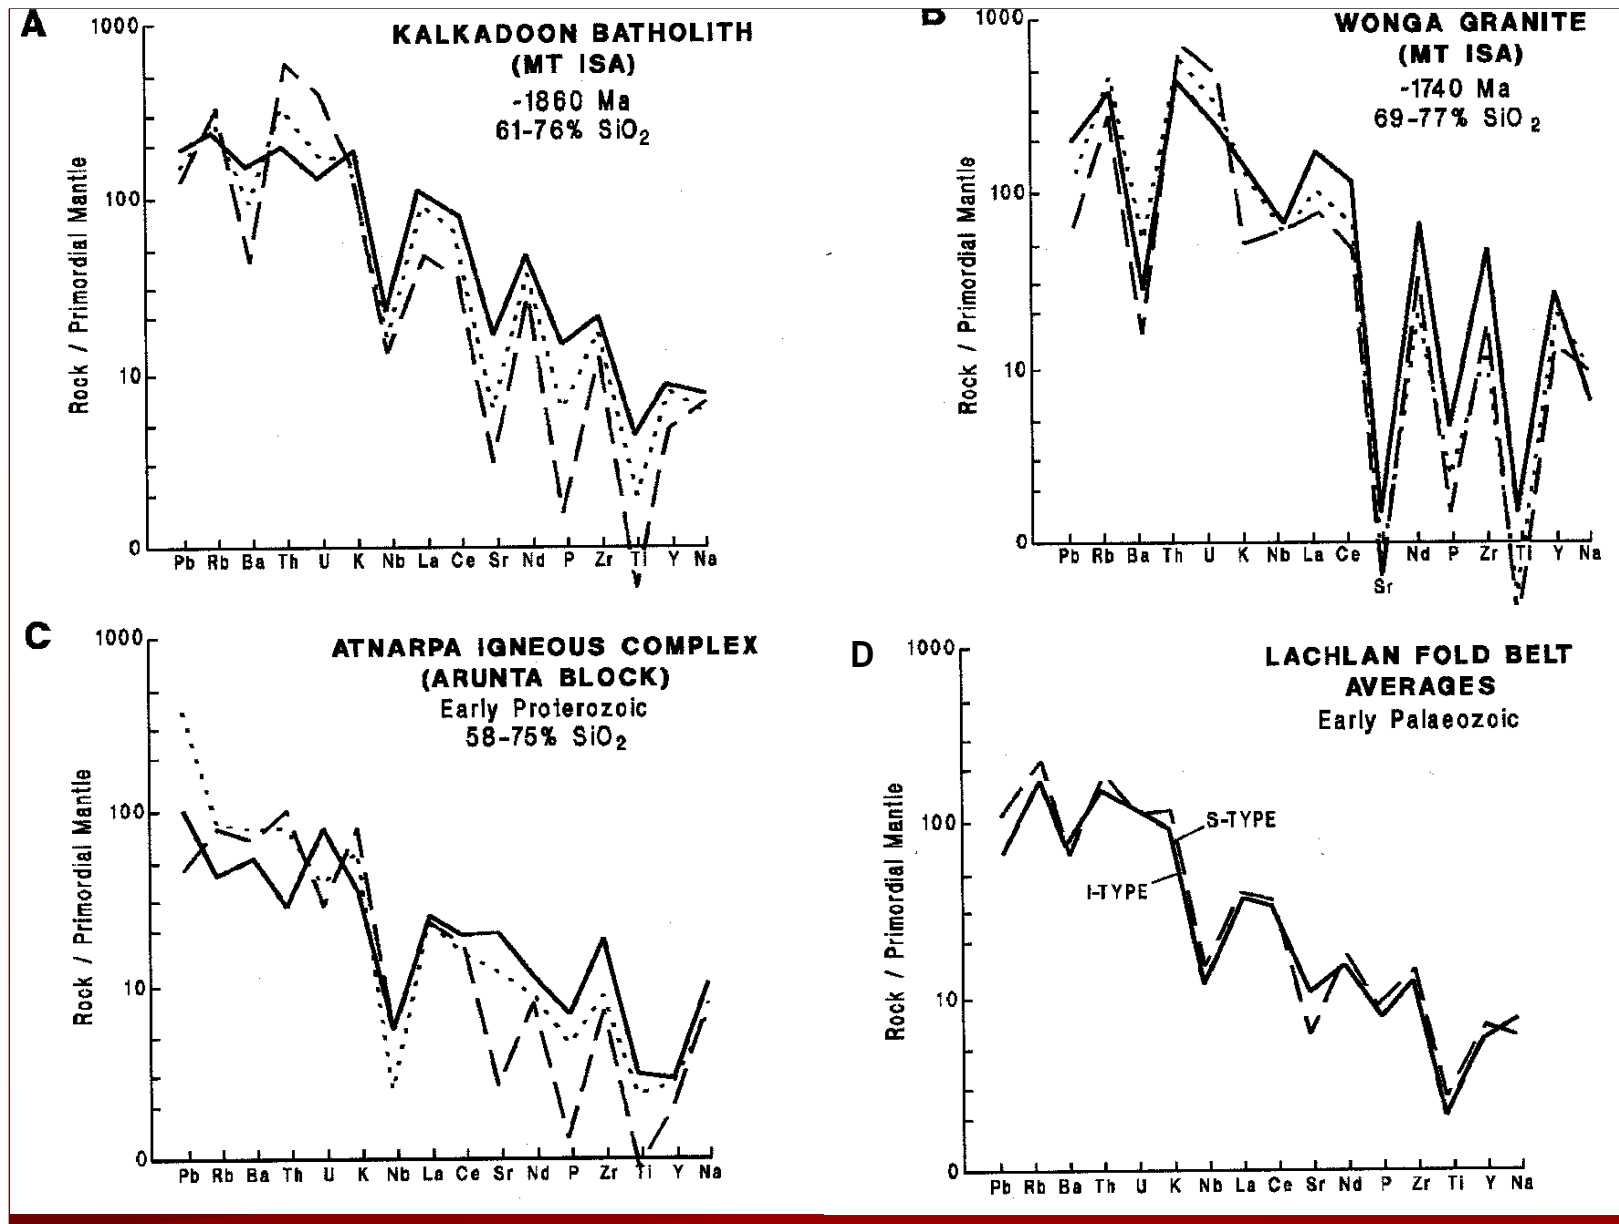 A
KALKADOON BATHOLITH
(MT ISA)
-1860 Ma
61-76% SiO2
Rock / Primordial Mantle
1000
100
10
0
Pb Rb Ba Th U K Nb La Ce Sr Nd P Zr Ti Y Na
B
WONGA GRANITE
(MT ISA)
-1740 Ma
69-77% SiO2
Rock / Primordial Mantle
1000
100
10
0
Pb Rb Ba Th U K Nb La Ce Sr Nd P Zr Ti Y Na
C
ATNARPA IGNEOUS COMPLEX
(ARUNTA BLOCK)
Early Proterozoic
58-75% SiO2
Rock / Primordial Mantle
1000
100
10
0
Pb Rb Ba Th U K Nb La Ce Sr Nd P Zr Ti Y Na
D
LACHLAN FOLD BELT
AVERAGES
Early Palaeozoic
S-TYPE
I-TYPE
Rock / Primordial Mantle
1000
100
10
0
Pb Rb Ba Th U K Nb La Ce Sr Nd P Zr Ti Y Na